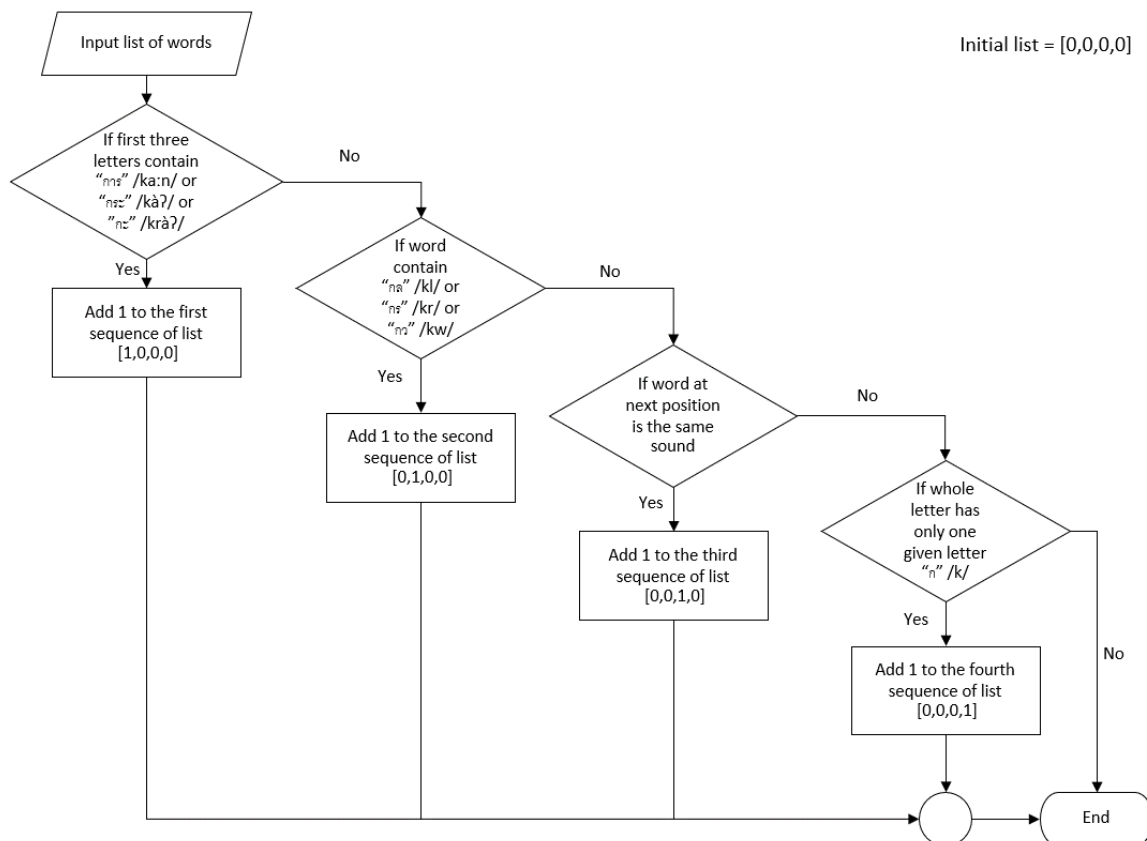 Input list of words
Initial list = [0,0,0,0]
If first three
letters contain
“การ” /ka:n/ or
“กระ” /kàʔ/ or
”กะ” /kràʔ/
No
Yes
Add 1 to the first
sequence of list
[1,0,0,0]
If word
contain
“กล” /kl/ or
“กร” /kr/ or
“กว” /kw/
No
Yes
Add 1 to the second
sequence of list
[0,1,0,0]
If word at
next position
is the same
sound
No
Yes
Add 1 to the third
sequence of list
[0,0,1,0]
If whole
letter has
only one
given letter
“ก” /k/
Yes
No
Add 1 to the fourth
sequence of list
[0,0,0,1]
End